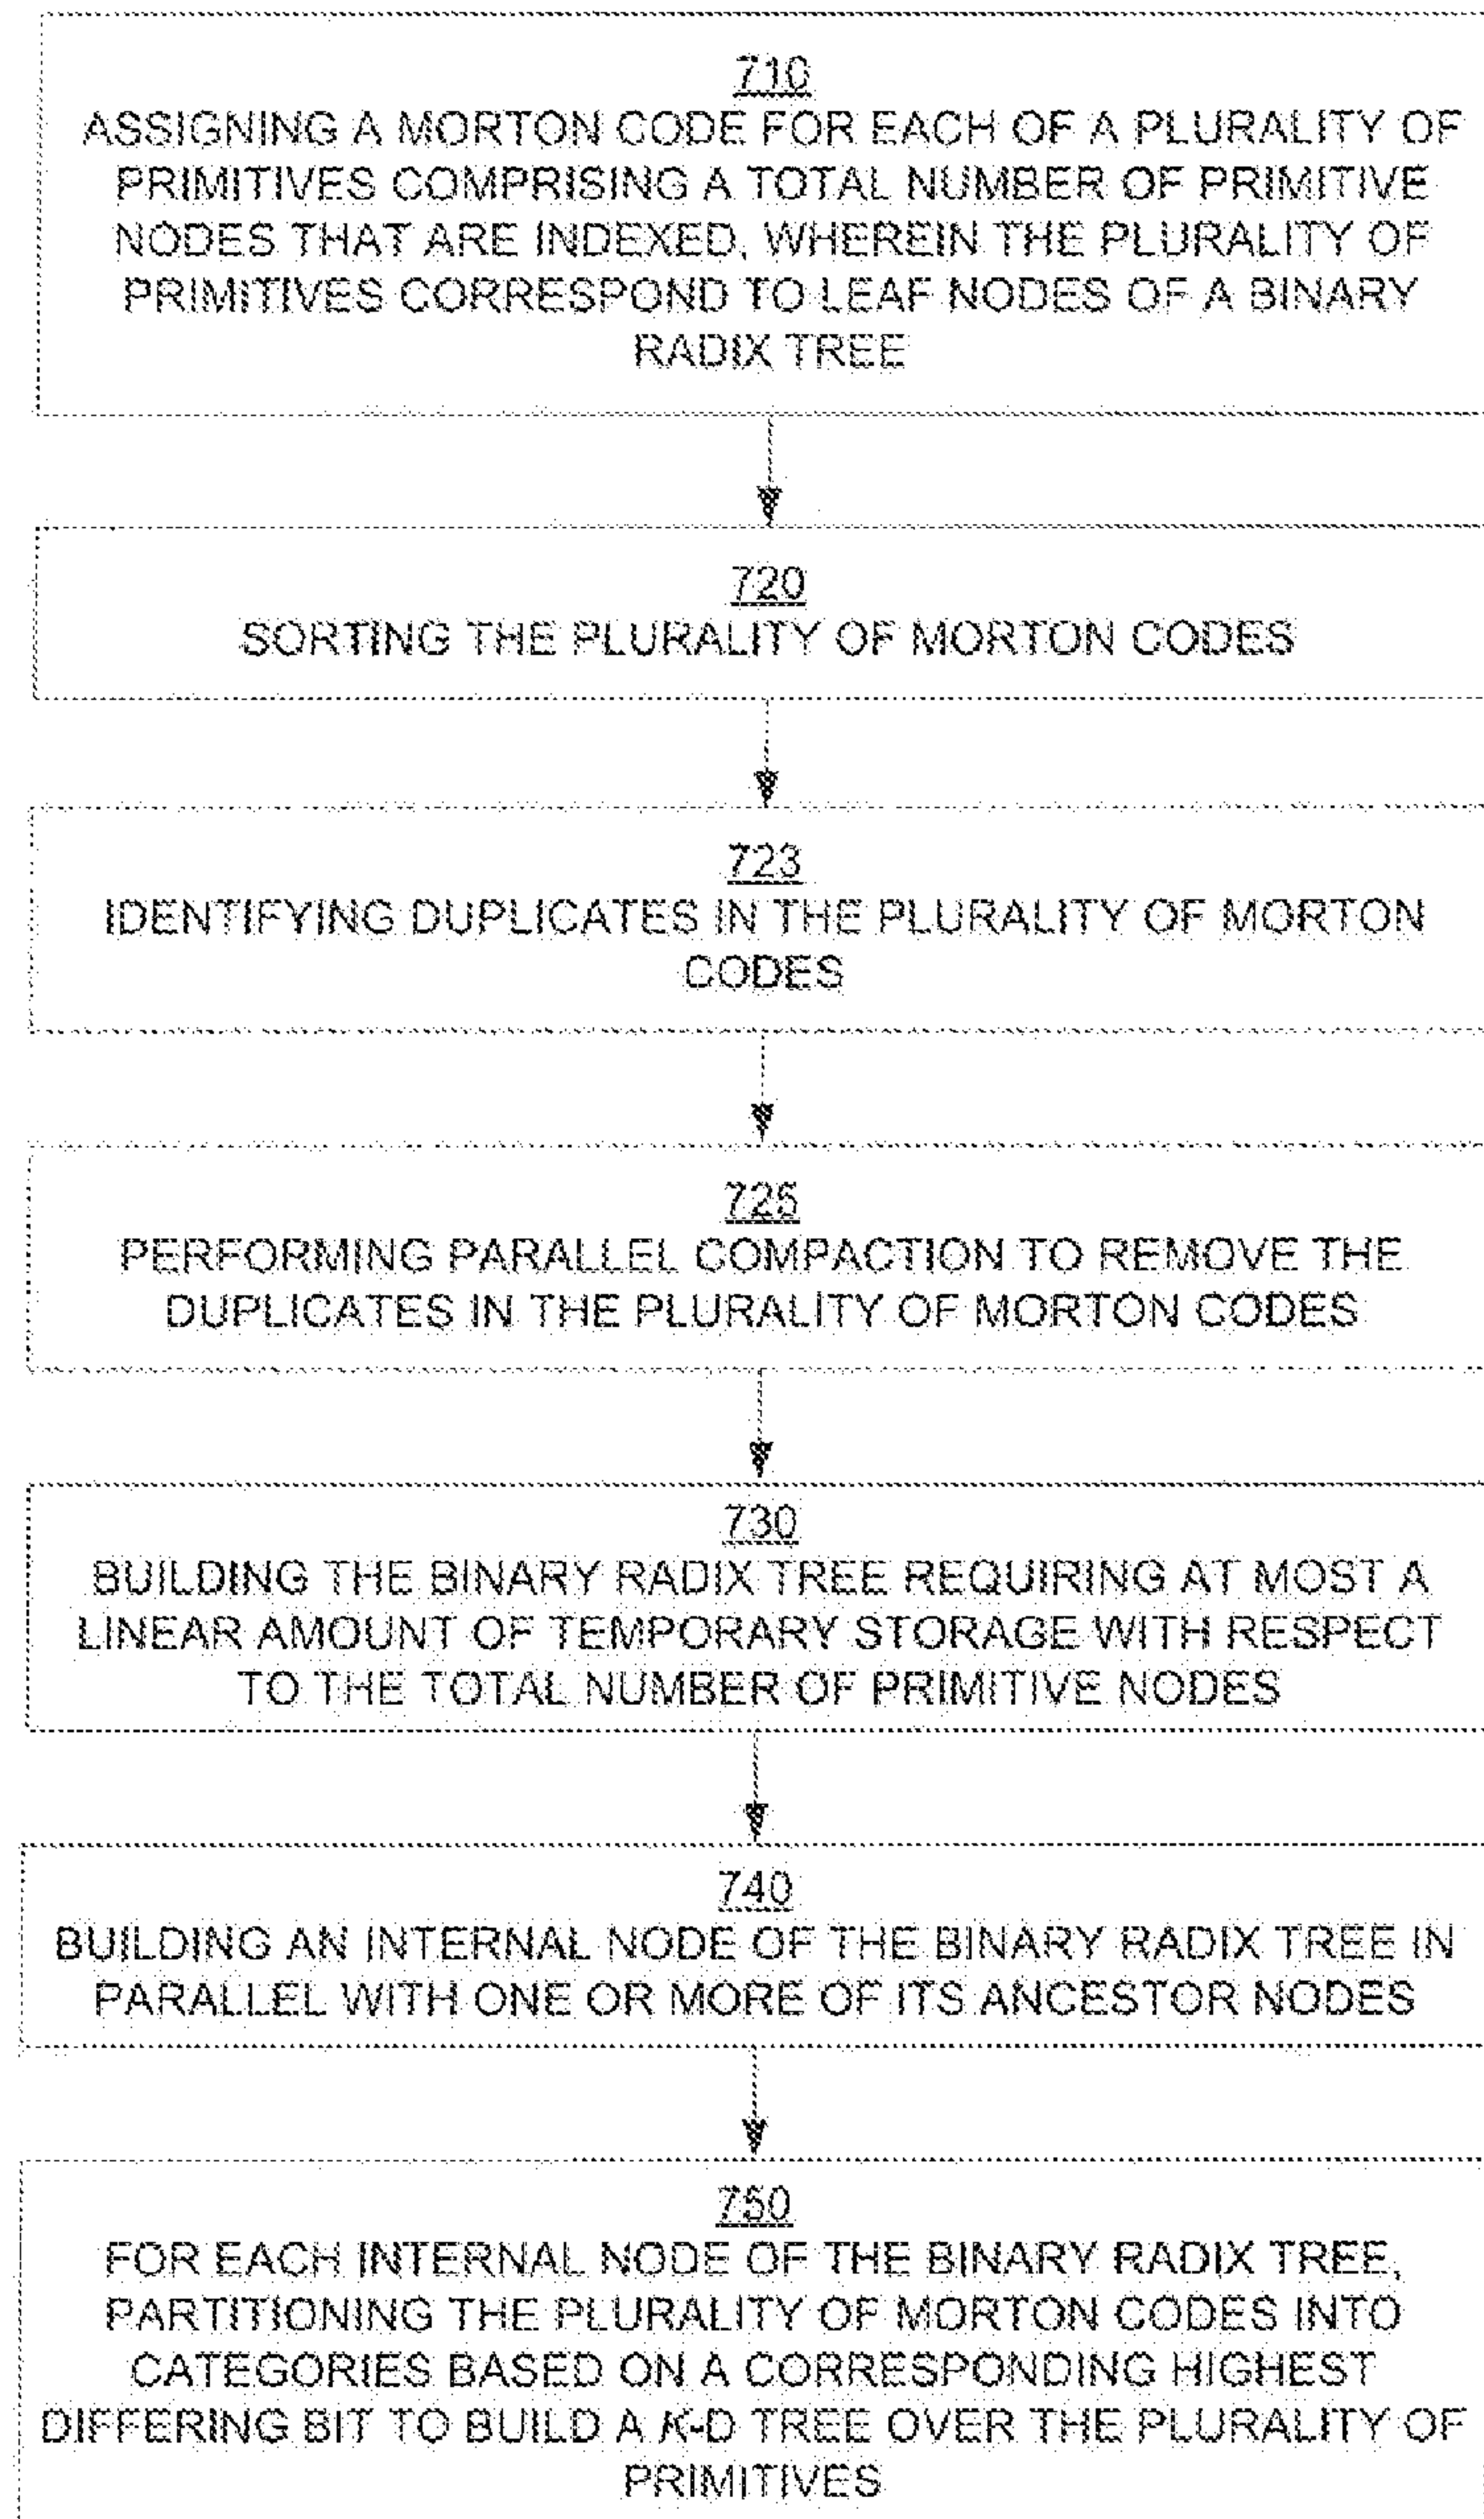 710
ASSIGNING A MORTON CODE FOR EACH OF A PLURALITY OF
PRIMITIVES COMPRISING A TOTAL NUMBER OF PRIMITIVE
NODES THAT ARE INDEXED, WHEREIN THE PLURALITY OF
PRIMITIVES CORRESPOND TO LEAF NODES OF A BINARY
RADIX TREE
720
SORTING THE PLURALITY OF MORTON CODES
723
IDENTIFYING DUPLICATES IN THE PLURALITY OF MORTON
CODES
725
PERFORMING PARALLEL COMPACTION TO REMOVE THE
DUPLICATES IN THE PLURALITY OF MORTON CODES
730
BUILDING THE BINARY RADIX TREE REQUIRING AT MOST A
LINEAR AMOUNT OF TEMPORARY STORAGE WITH RESPECT
TO THE TOTAL NUMBER OF PRIMITIVE NODES
740
BUILDING AN INTERNAL NODE OF THE BINARY RADIX TREE IN
PARALLEL WITH ONE OR MORE OF ITS ANCESTOR NODES
750
FOR EACH INTERNAL NODE OF THE BINARY RADIX TREE,
PARTITIONING THE PLURALITY OF MORTON CODES INTO
CATEGORIES BASED ON A CORRESPONDING HIGHEST
DIFFERING BIT TO BUILD A K-D TREE OVER THE PLURALITY OF
PRIMITIVES